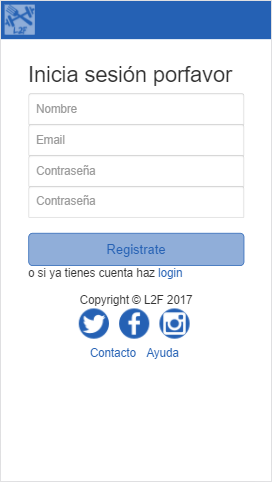 L2F
Inicia sesión porfavor
Nombre
Email
Contraseña
Contraseña
Registrate
o si ya tienes cuenta haz login
Copyright © L2F 2017
Contacto Ayuda